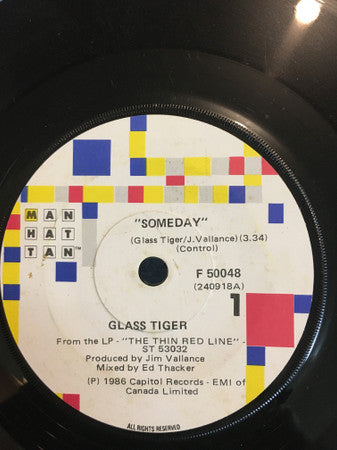 MAN
HAT
TAN™
"SOMEDAY"
(Glass Tiger/J.Vallance) (3.34)
(Control)
F 50048
(240918A)
1
GLASS TIGER
From the LP - "THE THIN RED LINE" -
ST 53032
Produced by Jim Vallance
Mixed by Ed Thacker
(P) 1986 Capitol Records - EMI of
Canada Limited
ALL RIGHTS RESERVED